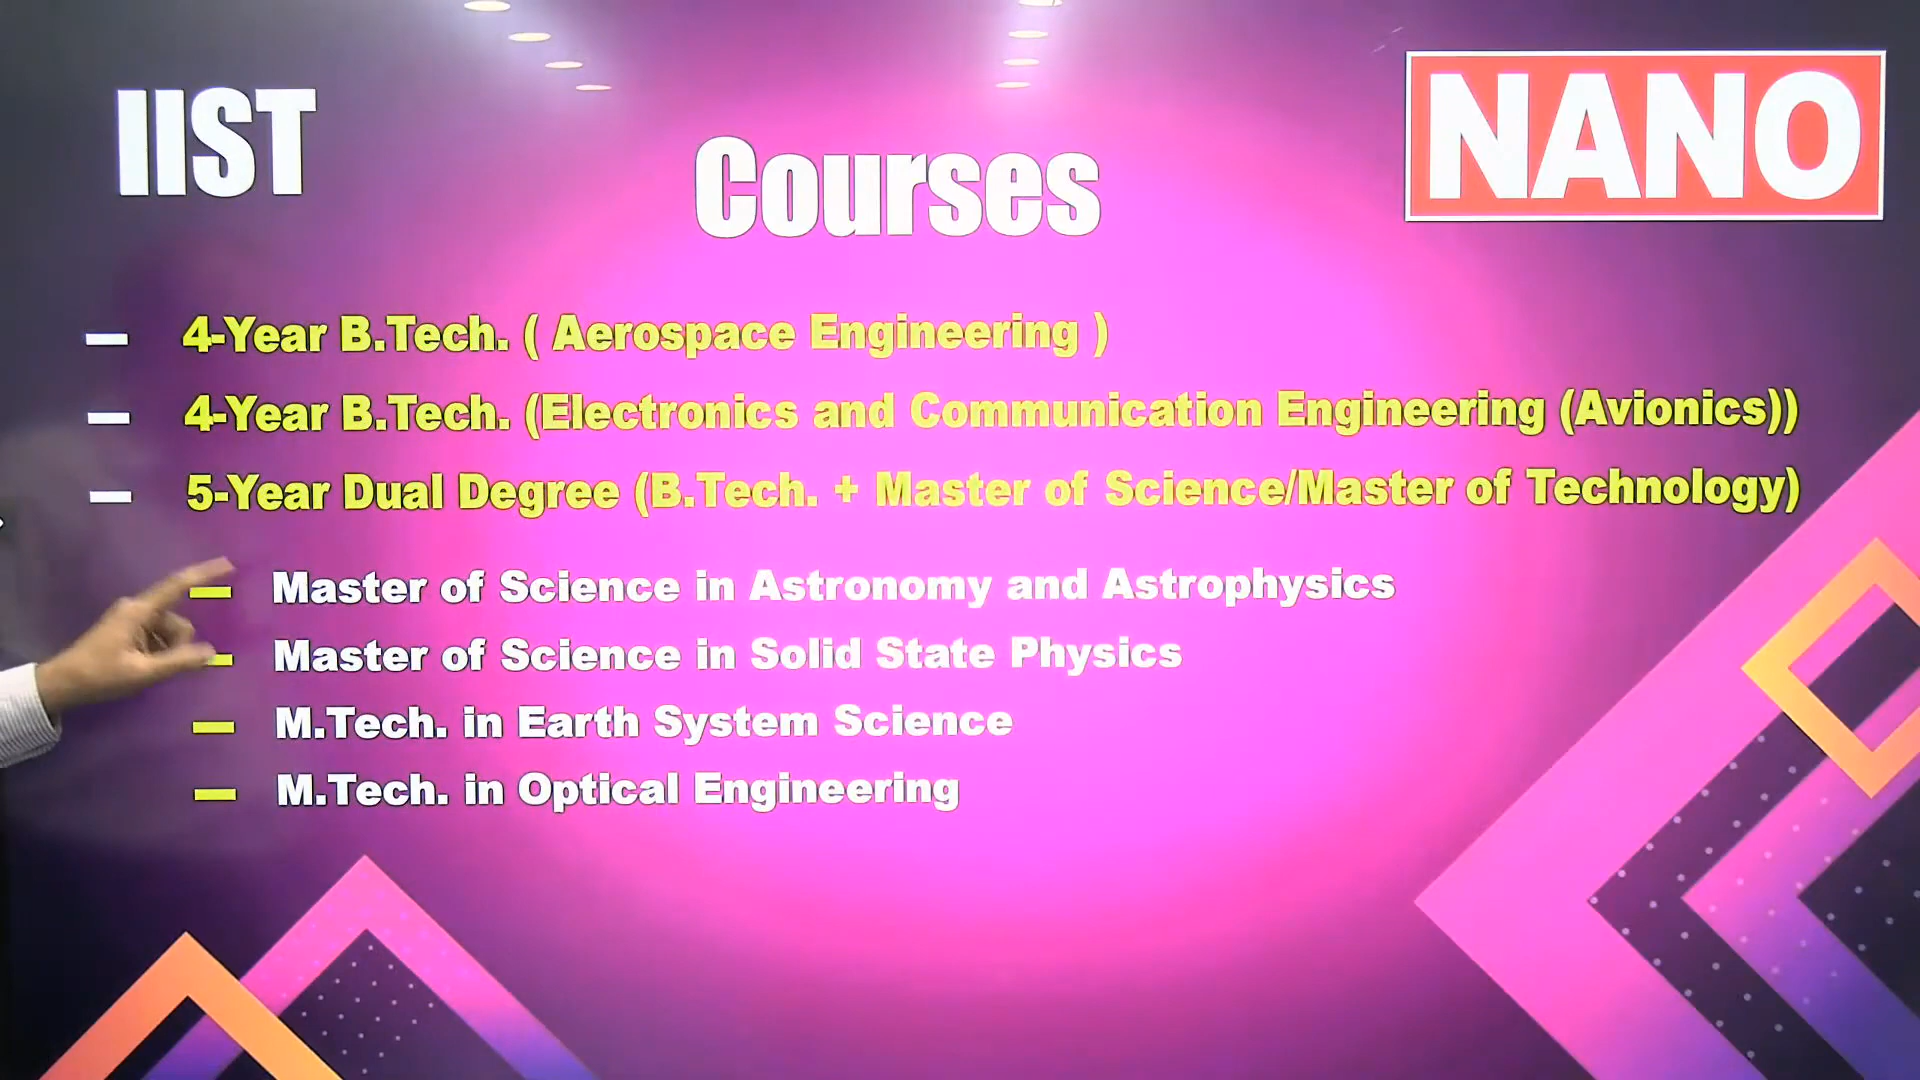 IIST
NANO
Courses
– 4-Year B.Tech. ( Aerospace Engineering )
– 4-Year B.Tech. (Electronics and Communication Engineering (Avionics))
– 5-Year Dual Degree (B.Tech. + Master of Science/Master of Technology)
– Master of Science in Astronomy and Astrophysics
– Master of Science in Solid State Physics
– M.Tech. in Earth System Science
– M.Tech. in Optical Engineering